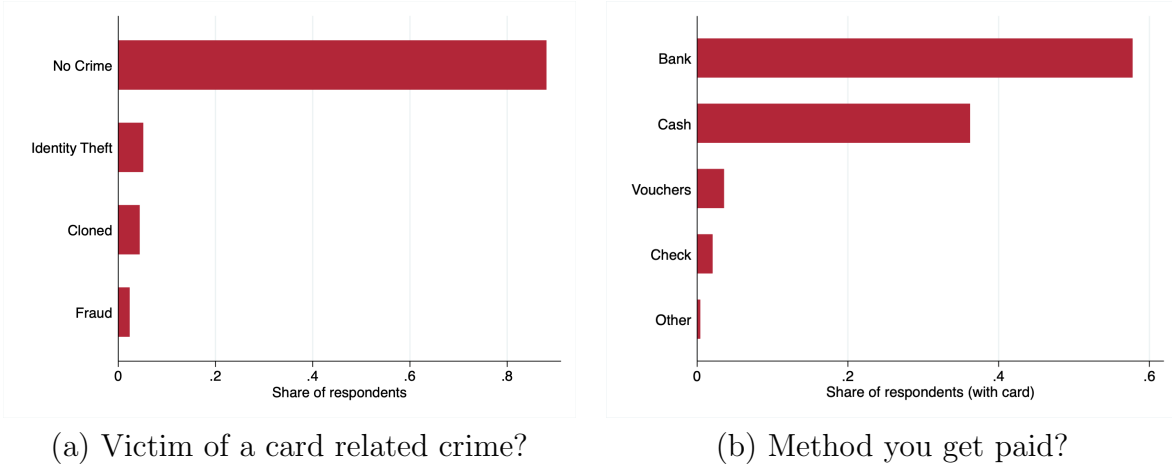 No Crime
Identity Theft
Cloned
Fraud
0 .2 .4 .6 .8
Share of respondents
(a) Victim of a card related crime?
Bank
Cash
Vouchers
Check
Other
0 .2 .4 .6
Share of respondents (with card)
(b) Method you get paid?